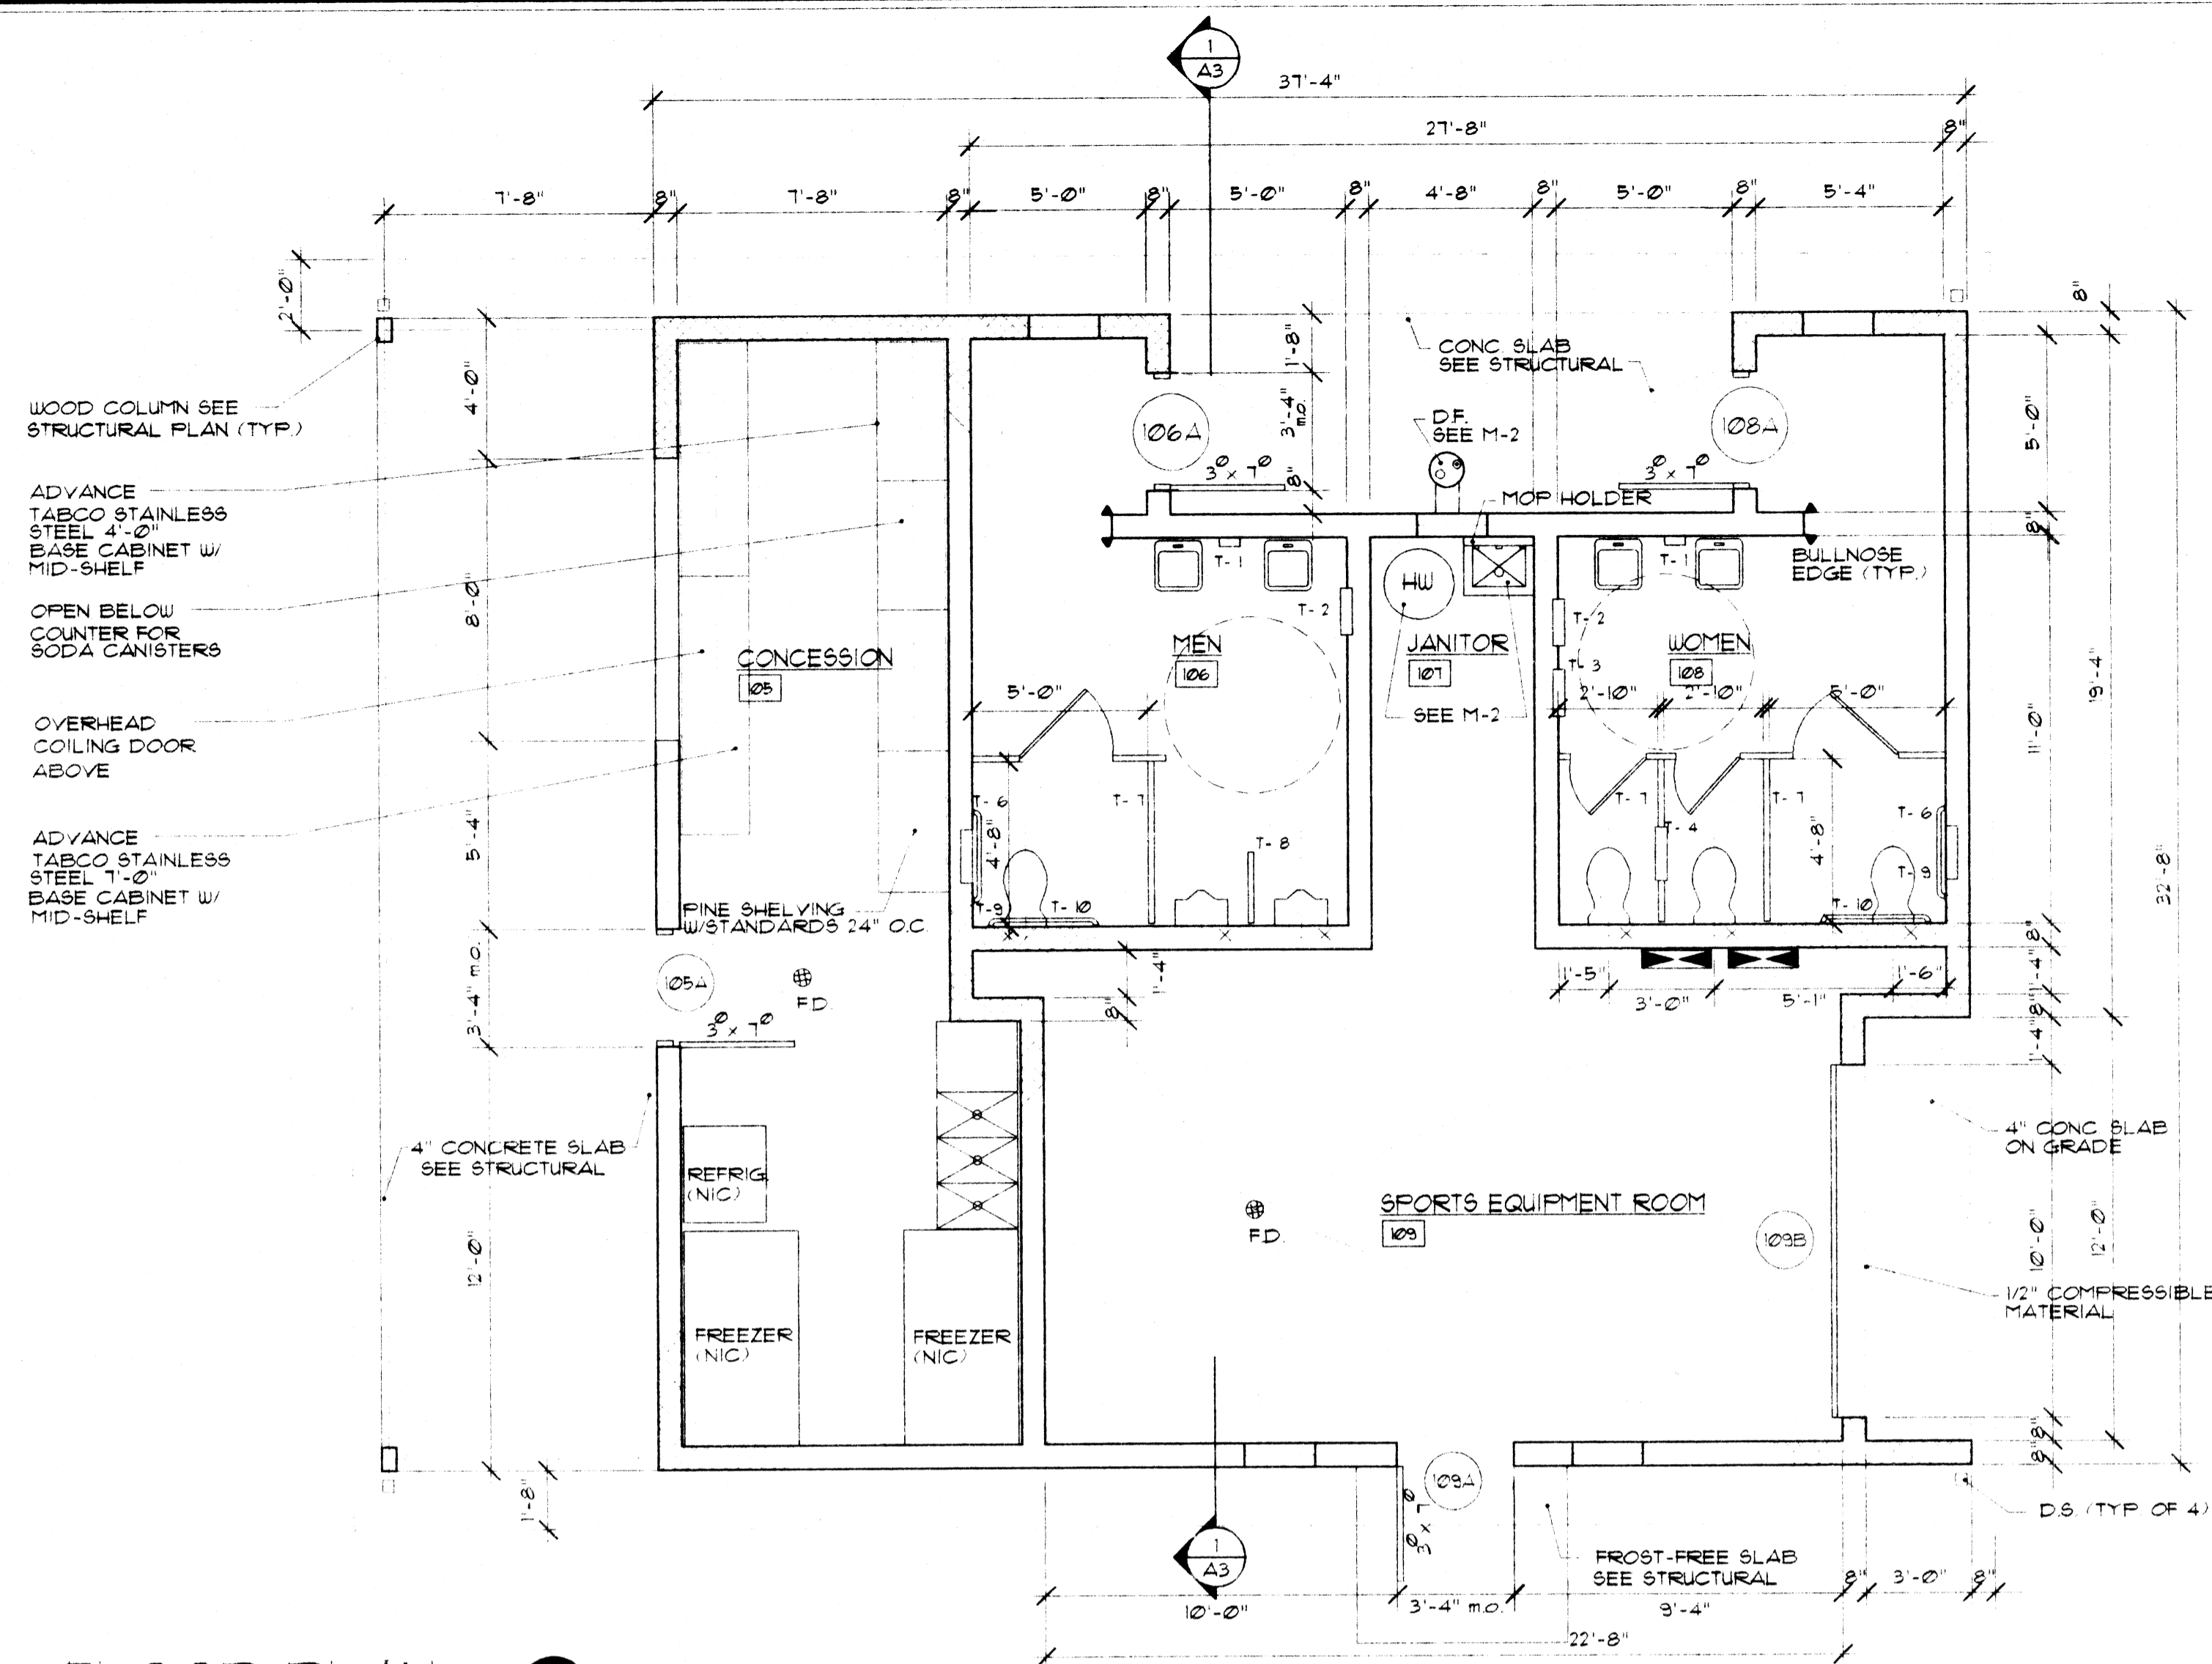 1
A3
37'-4"
27'-8"
8"
7'-8"
8"
7'-8"
8"
5'-0"
8"
5'-0"
8"
4'-8"
8"
5'-0"
8"
5'-4"
2'-0"
8"
WOOD COLUMN SEE
STRUCTURAL PLAN (TYP.)
4'-0"
1'-8"
CONC. SLAB
SEE STRUCTURAL
106A
3'-4"
m.o.
D.F.
SEE M-2
108A
5'-0"
ADVANCE
TABCO STAINLESS
STEEL 4'-0"
BASE CABINET W/
MID-SHELF
3⁰ x 7⁰
8"
MOP HOLDER
3⁰ x 7⁰
8"
BULLNOSE
EDGE (TYP.)
T-1
T-1
HW
T-2
T-2
OPEN BELOW
COUNTER FOR
SODA CANISTERS
8'-0"
CONCESSION
105
MEN
106
JANITOR
107
WOMEN
108
T-3
19'-4"
5'-0"
SEE M-2
2'-10"
2'-10"
5'-0"
11'-0"
OVERHEAD
COILING DOOR
ABOVE
ADVANCE
TABCO STAINLESS
STEEL 7'-0"
BASE CABINET W/
MID-SHELF
5'-4"
T-6
4'-8"
T-7
T-8
T-7
T-4
T-7
4'-8"
T-6
T-9
32'-8"
PINE SHELVING
W/STANDARDS 24" O.C.
T-9
T-10
T-10
8"
105A
F.D.
3'-4" m.o.
1'-4"
8"
1'-5"
3'-0"
5'-1"
1'-6"
1'-4"
8"
1'-4"
3⁰ x 7⁰
4" CONCRETE SLAB
SEE STRUCTURAL
REFRIG.
(NIC)
4" CONC SLAB
ON GRADE
SPORTS EQUIPMENT ROOM
109
F.D.
109B
12'-0"
10'-0"
12'-0"
1/2" COMPRESSIBLE
MATERIAL
FREEZER
(NIC)
FREEZER
(NIC)
8"
8"
1'-8"
109A
3⁰ x 7⁰
D.S. (TYP. OF 4)
1
A3
FROST-FREE SLAB
SEE STRUCTURAL
10'-0"
3'-4" m.o.
9'-4"
8"
3'-0"
8"
22'-8"